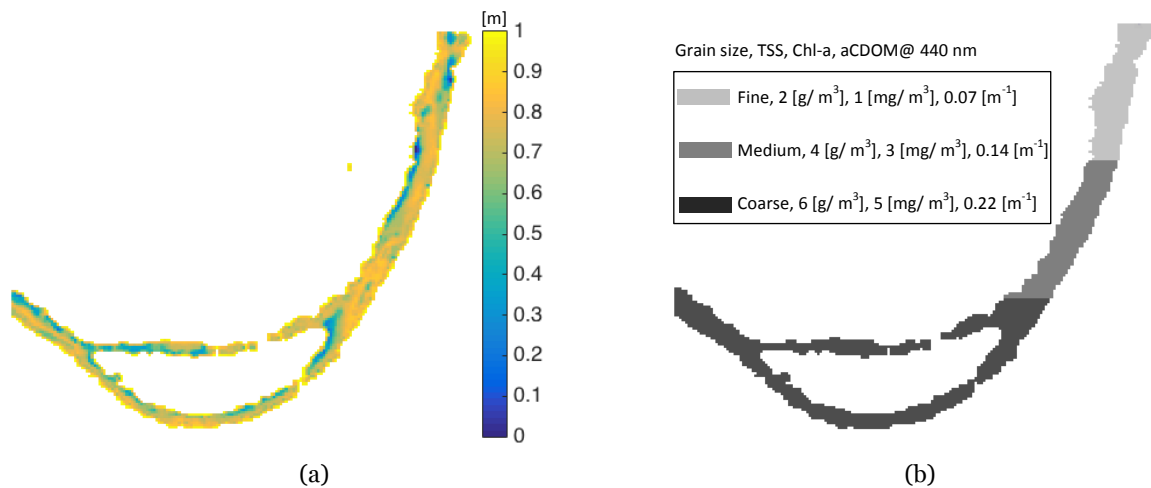 [m]
1
0.9
0.8
0.7
0.6
0.5
0.4
0.3
0.2
0.1
0
(a)
Grain size, TSS, Chl-a, aCDOM@ 440 nm
Fine, 2 [g/ m³], 1 [mg/ m³], 0.07 [m⁻¹]
Medium, 4 [g/ m³], 3 [mg/ m³], 0.14 [m⁻¹]
Coarse, 6 [g/ m³], 5 [mg/ m³], 0.22 [m⁻¹]
(b)